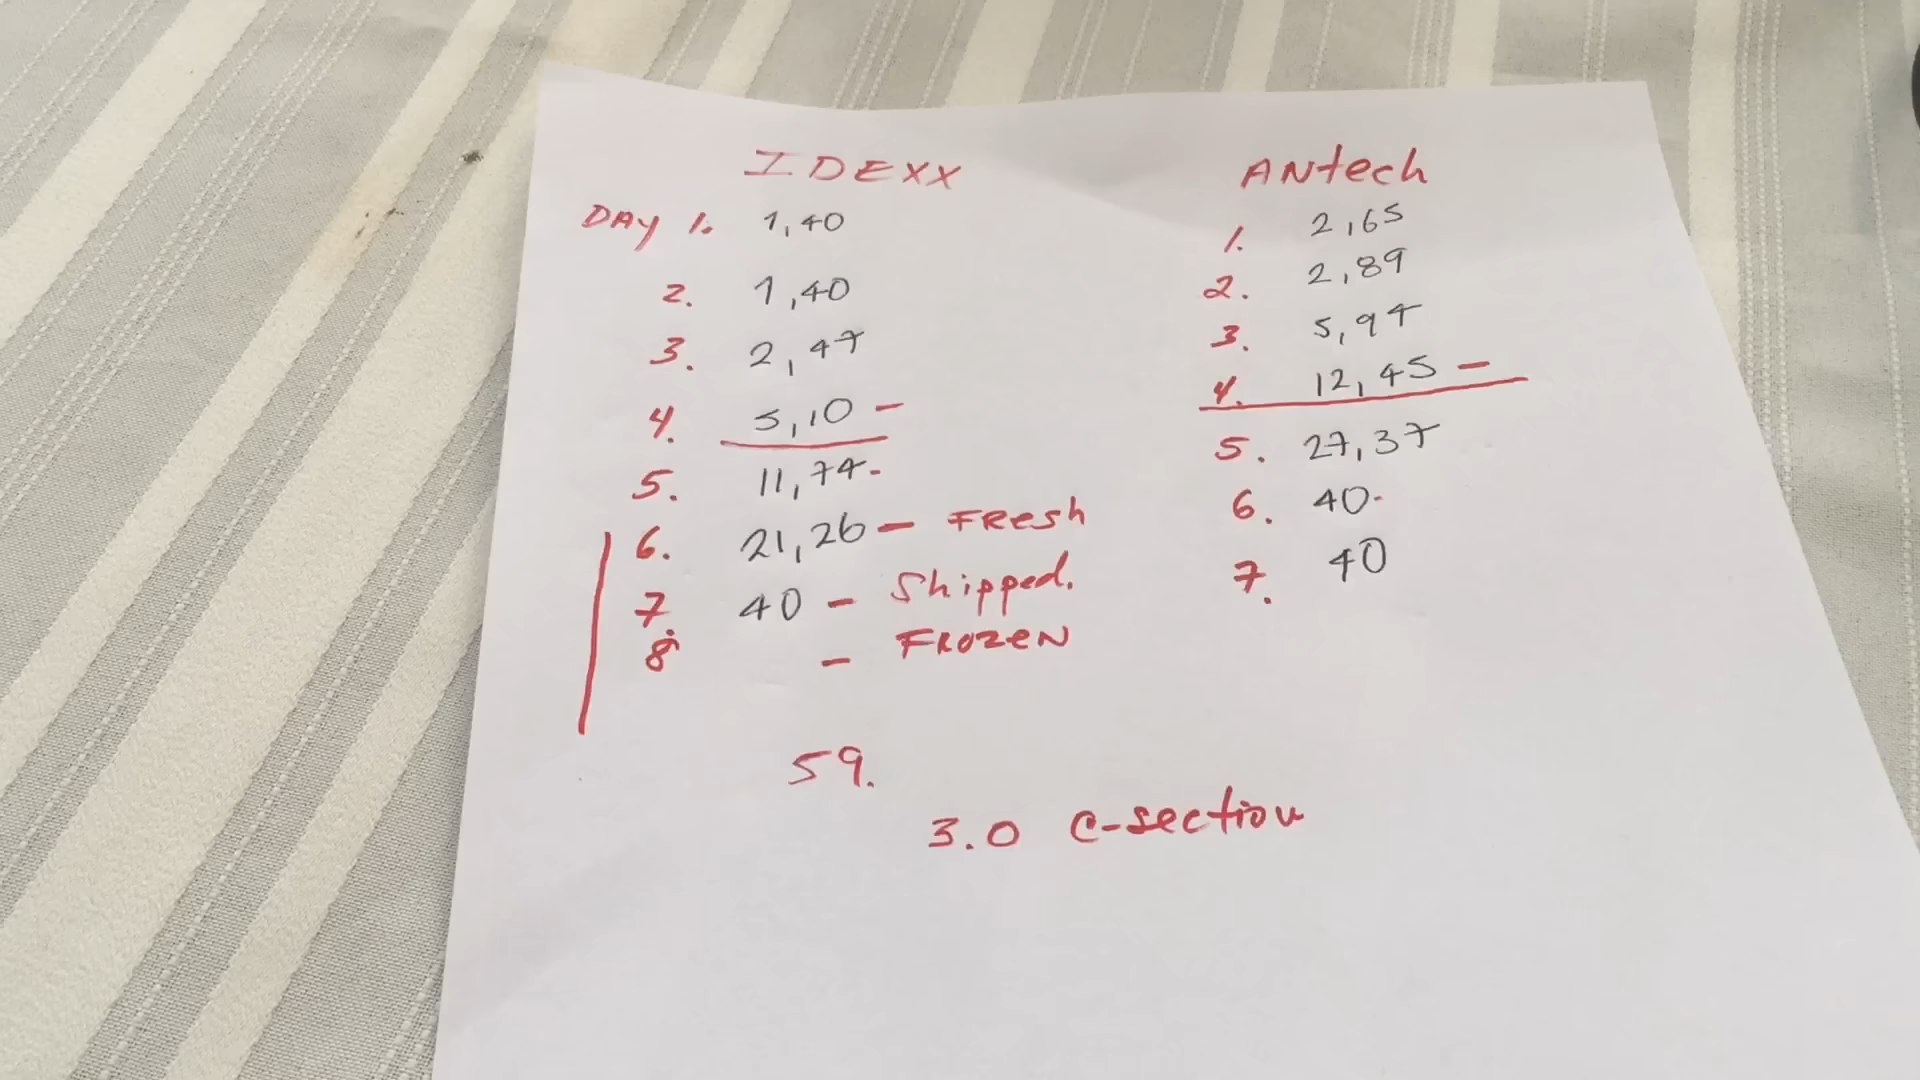 IDEXX
DAY 1. 1,40
2. 1,40
3. 2,47
4. 5,10 -
5. 11,74-
6. 21,26 - FResh
7. 40 - Shipped.
8 - FROZEN
ANtech
1. 2,65
2. 2,89
3. 5,97
4. 12,45 -
5. 27,37
6. 40-
7. 40
59.
3.0 C-section